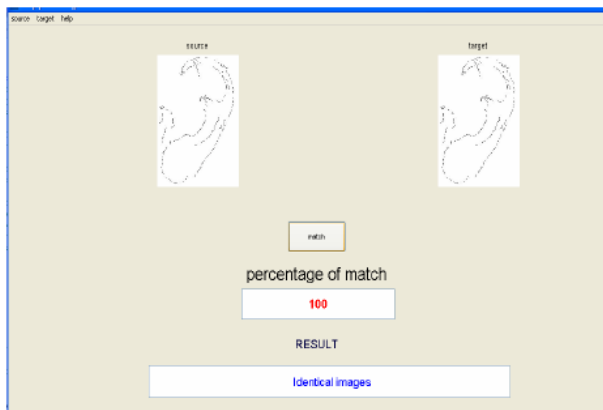 source target help
source
target
match
percentage of match
100
RESULT
Identical images